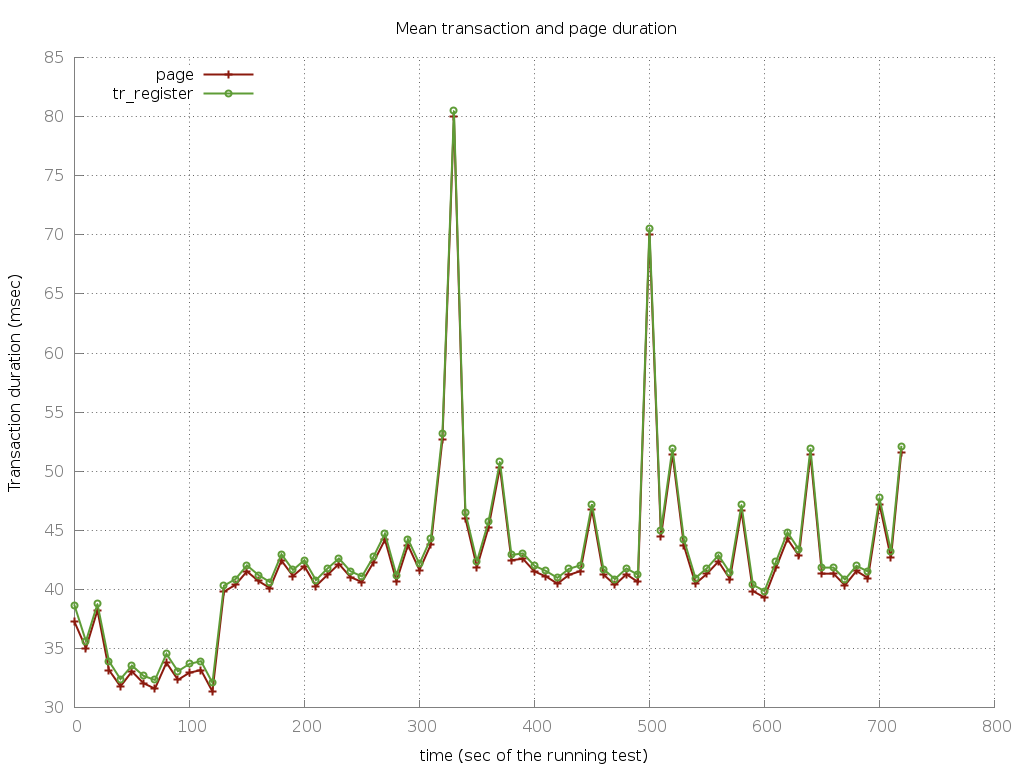 Mean transaction and page duration
85
page
tr_register
80
75
70
65
60
55
50
45
40
35
30
Transaction duration (msec)
0 100 200 300 400 500 600 700 800
time (sec of the running test)